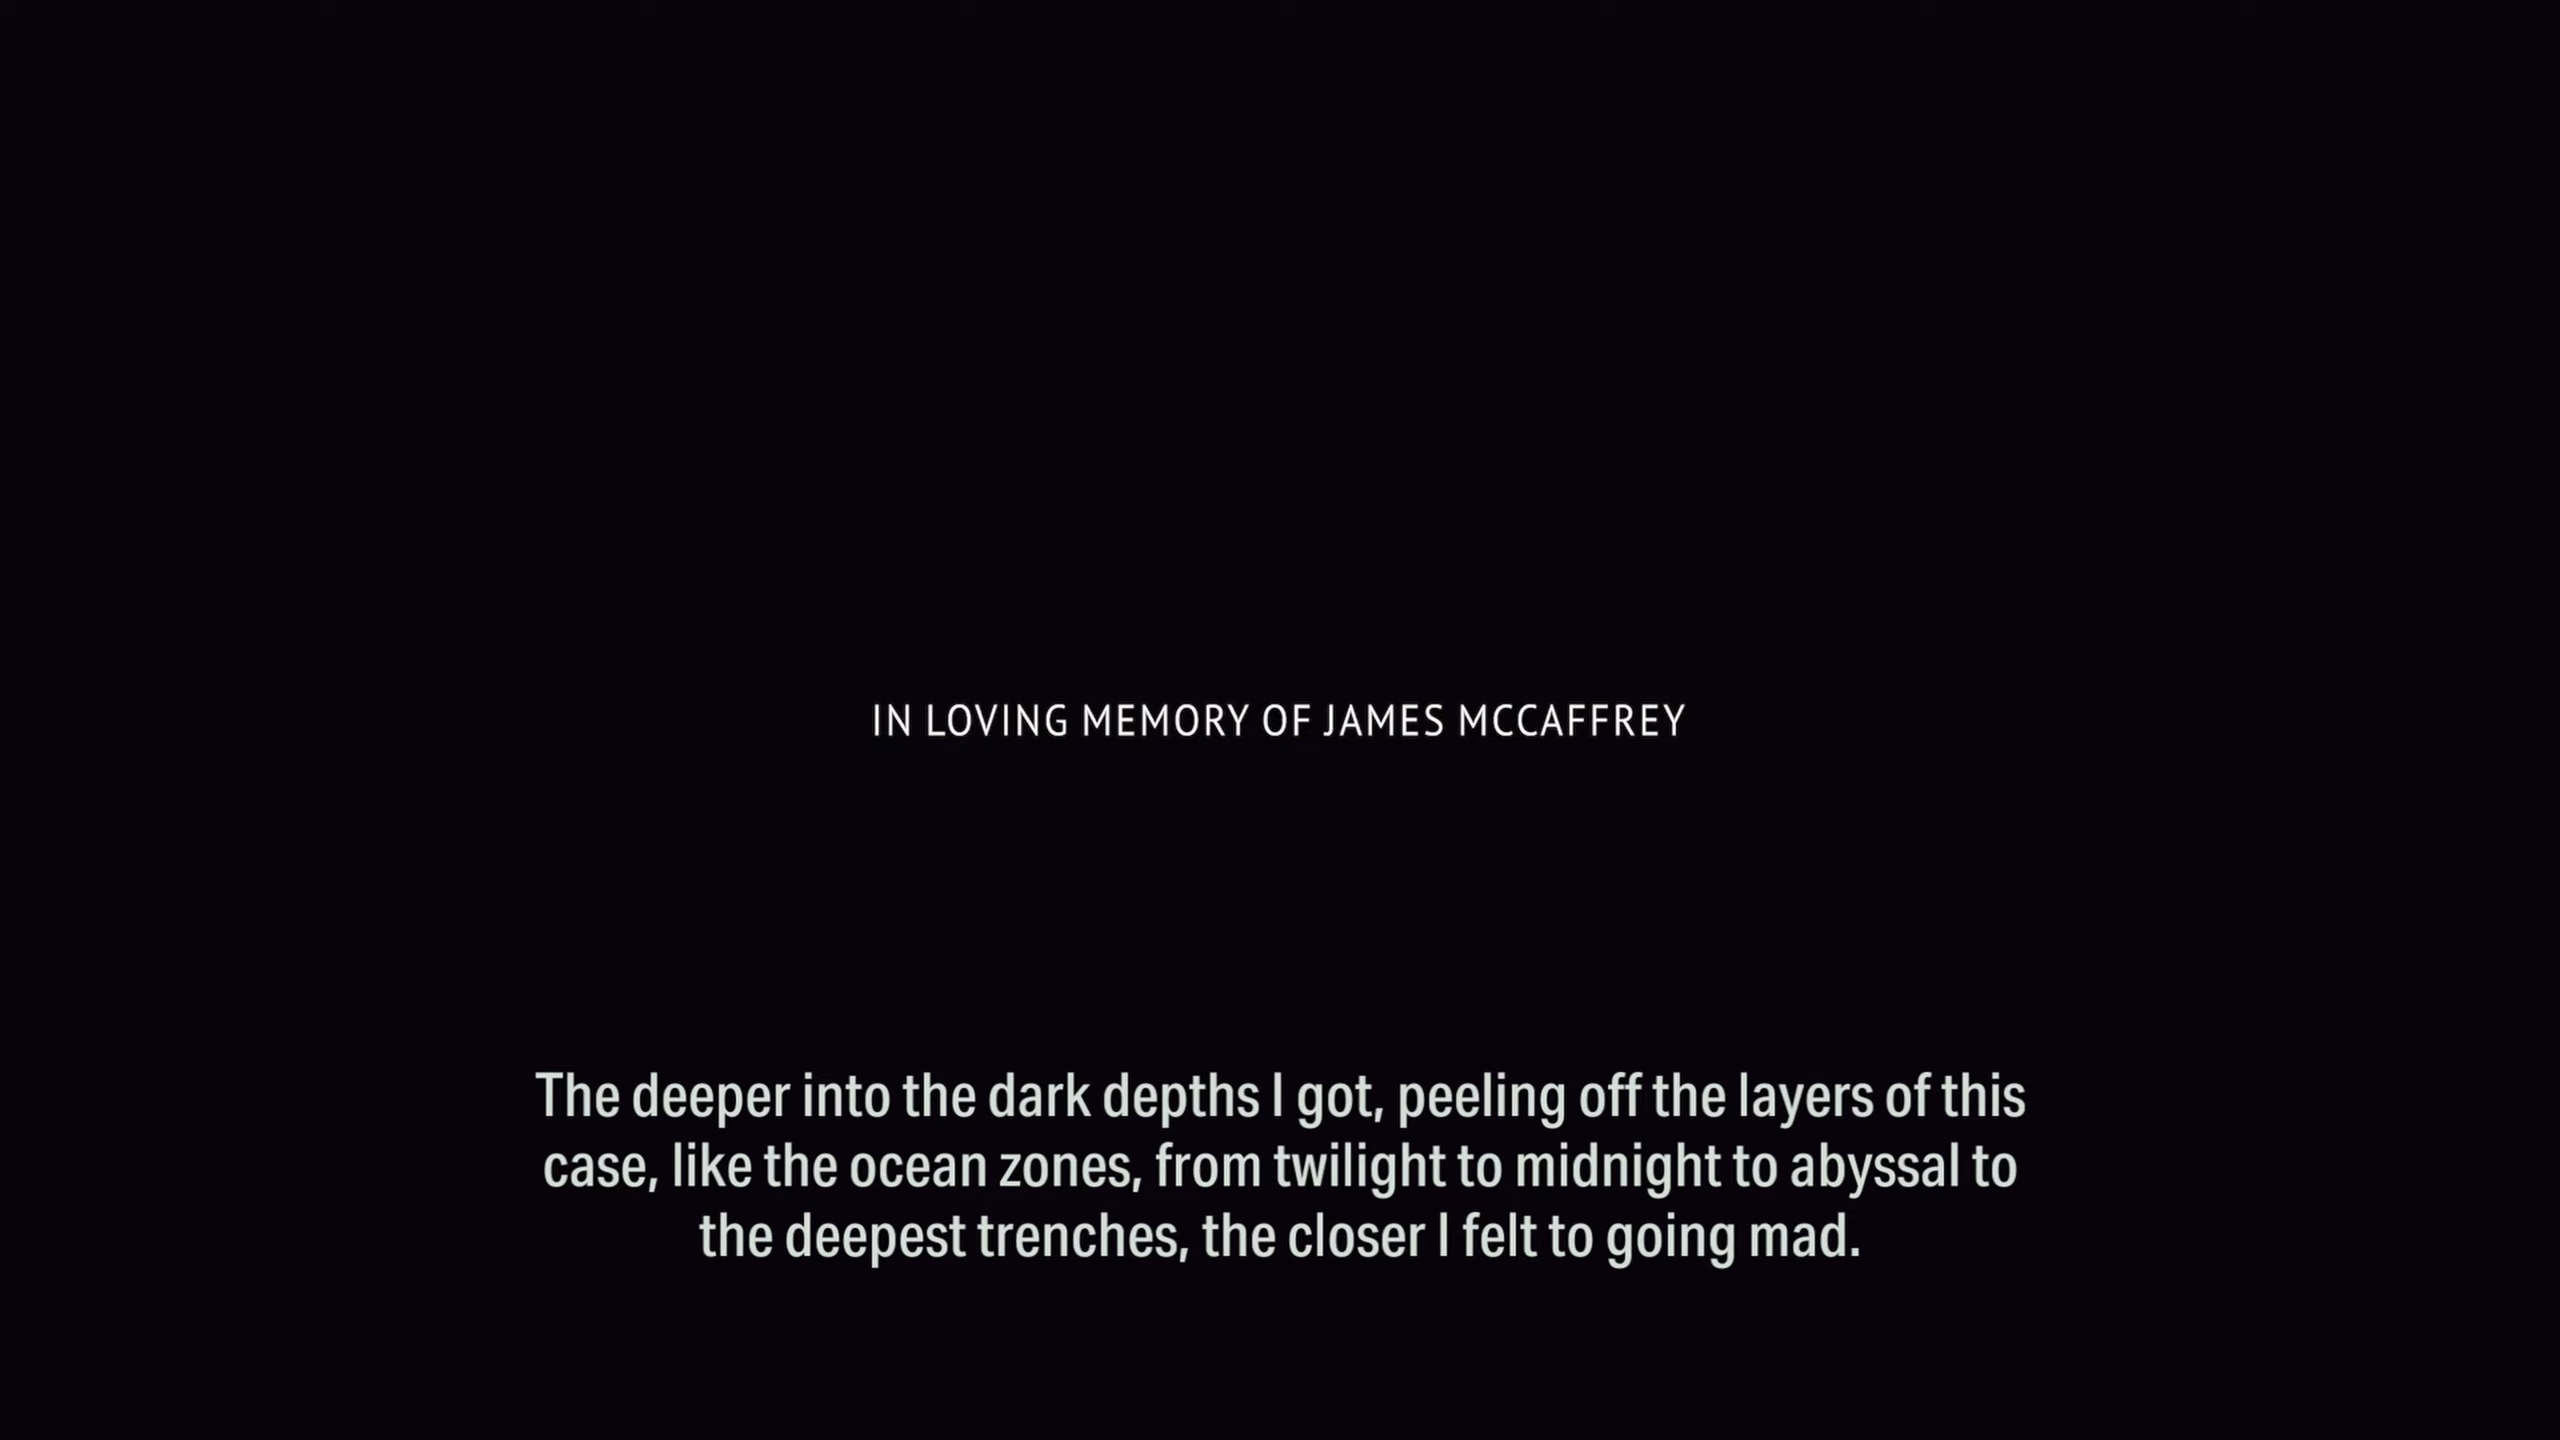 IN LOVING MEMORY OF JAMES MCCAFFREY
The deeper into the dark depths I got, peeling off the layers of this
case, like the ocean zones, from twilight to midnight to abyssal to
the deepest trenches, the closer I felt to going mad.